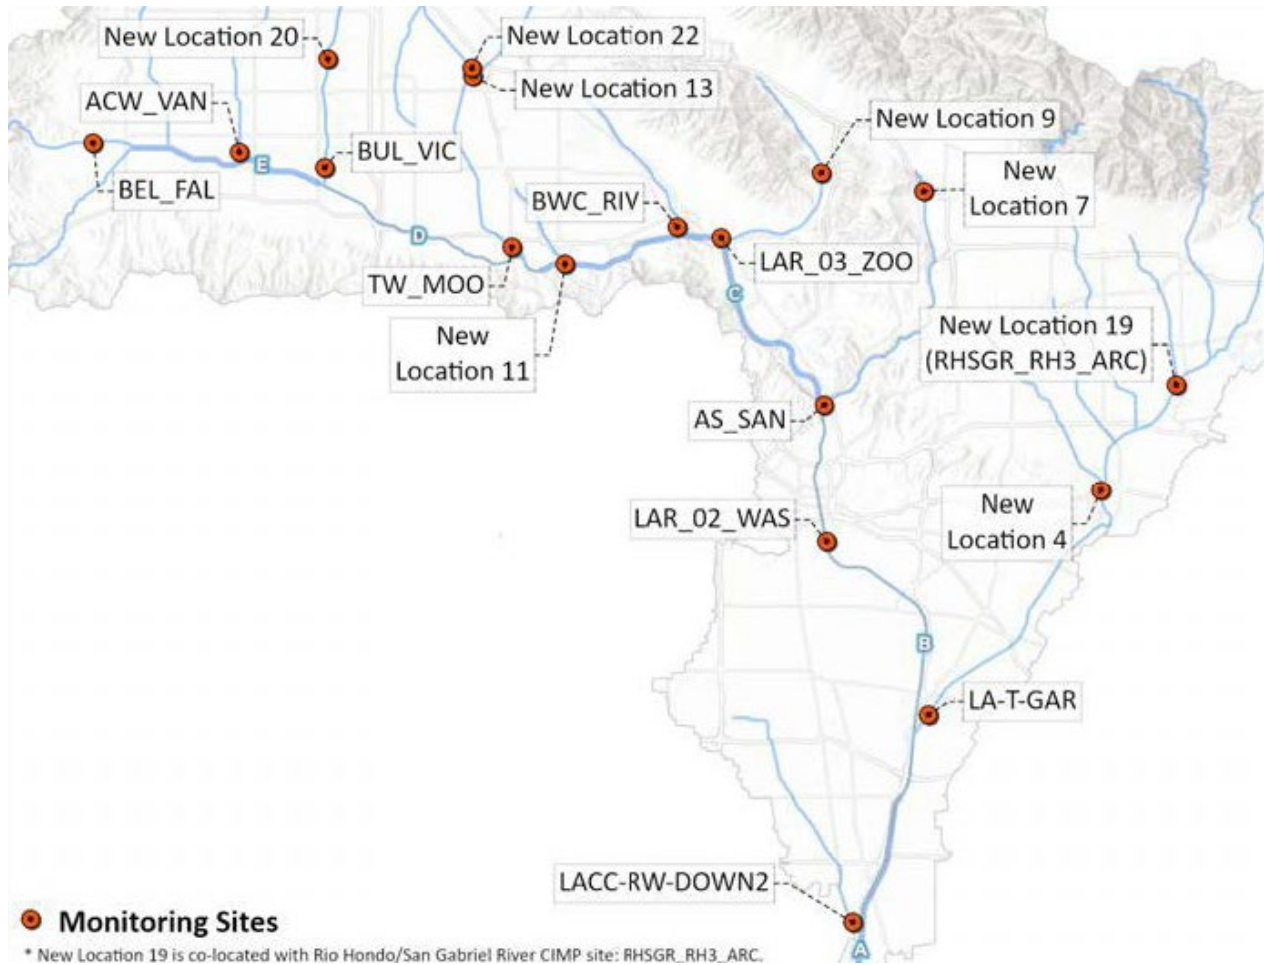 New Location 20
New Location 22
New Location 13
ACW_VAN
New Location 9
E
BUL_VIC
BEL_FAL
New
Location 7
BWC_RIV
D
LAR_03_ZOO
TW_MOO
C
New
Location 11
New Location 19
(RHSGR_RH3_ARC)
AS_SAN
LAR_02_WAS
New
Location 4
B
LA-T-GAR
LACC-RW-DOWN2
Monitoring Sites
A
* New Location 19 is co-located with Rio Hondo/San Gabriel River CIMP site: RHSGR_RH3_ARC.